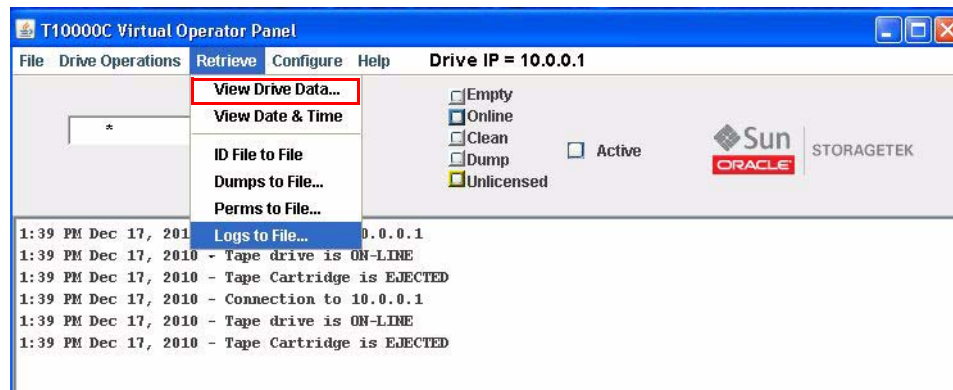 T10000C Virtual Operator Panel
File Drive Operations Retrieve Configure Help Drive IP = 10.0.0.1
View Drive Data...
View Date & Time
ID File to File
Dumps to File...
Perms to File...
Logs to File...
*
Empty
Online
Clean
Dump
Unlicensed
Active
Sun
ORACLE
STORAGETEK
1:39 PM Dec 17, 201 0.0.0.1
1:39 PM Dec 17, 2010 - Tape drive is ON-LINE
1:39 PM Dec 17, 2010 - Tape Cartridge is EJECTED
1:39 PM Dec 17, 2010 - Connection to 10.0.0.1
1:39 PM Dec 17, 2010 - Tape drive is ON-LINE
1:39 PM Dec 17, 2010 - Tape Cartridge is EJECTED